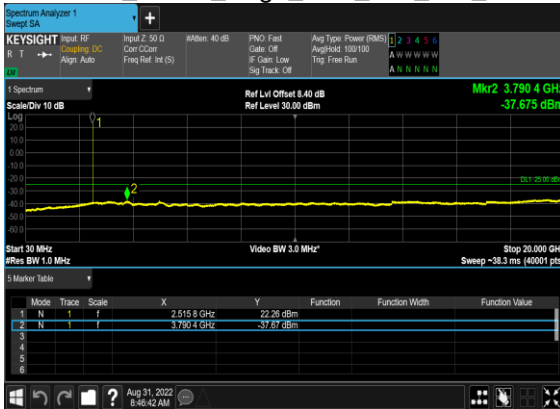 Spectrum Analyzer 1
Swept SA
+
KEYSIGHT Input: RF Input Z: 50 Ω #Atten: 40 dB PNO: Fast Avg Type: Power (RMS) 1 2 3 4 5 6
R T Coupling: DC Corr CCorr Gate: Off Avg|Hold: 100/100 A W W W W W
Align: Auto Freq Ref: Int (S) IF Gain: Low Trig: Free Run
Sig Track: Off A N N N N N
1 Spectrum Ref Lvl Offset 8.40 dB Mkr2 3.790 4 GHz
Scale/Div 10 dB Ref Level 30.00 dBm -37.675 dBm
Log
20.0 1
10.0
0.00
-10.0
-20.0 DL1 -25.00 dBm
-30.0 2
-40.0
-50.0
-60.0
Start 30 MHz Video BW 3.0 MHz* Stop 20.000 GH
#Res BW 1.0 MHz Sweep ~38.3 ms (40001 pts
5 Marker Table
Mode Trace Scale X Y Function Function Width Function Value
1 N 1 f 2.515 8 GHz 22.26 dBm
2 N 1 f 3.790 4 GHz -37.67 dBm
3
4
5
6
? Aug 31, 2022
8:46:42 AM